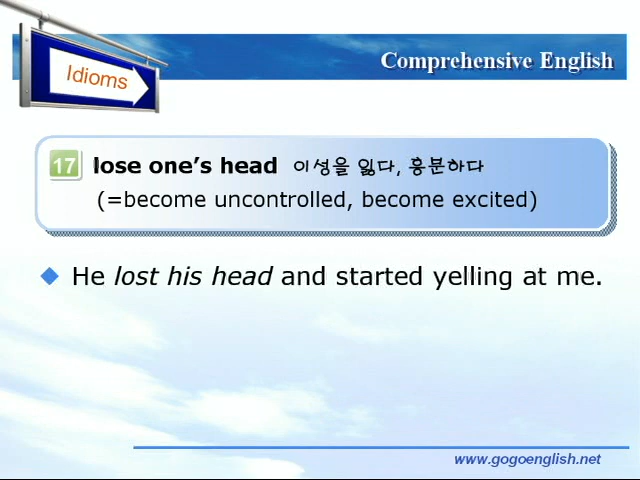 Idioms
Comprehensive English
17 lose one’s head 이성을 잃다, 흥분하다
(=become uncontrolled, become excited)
He lost his head and started yelling at me.
www.gogoenglish.net